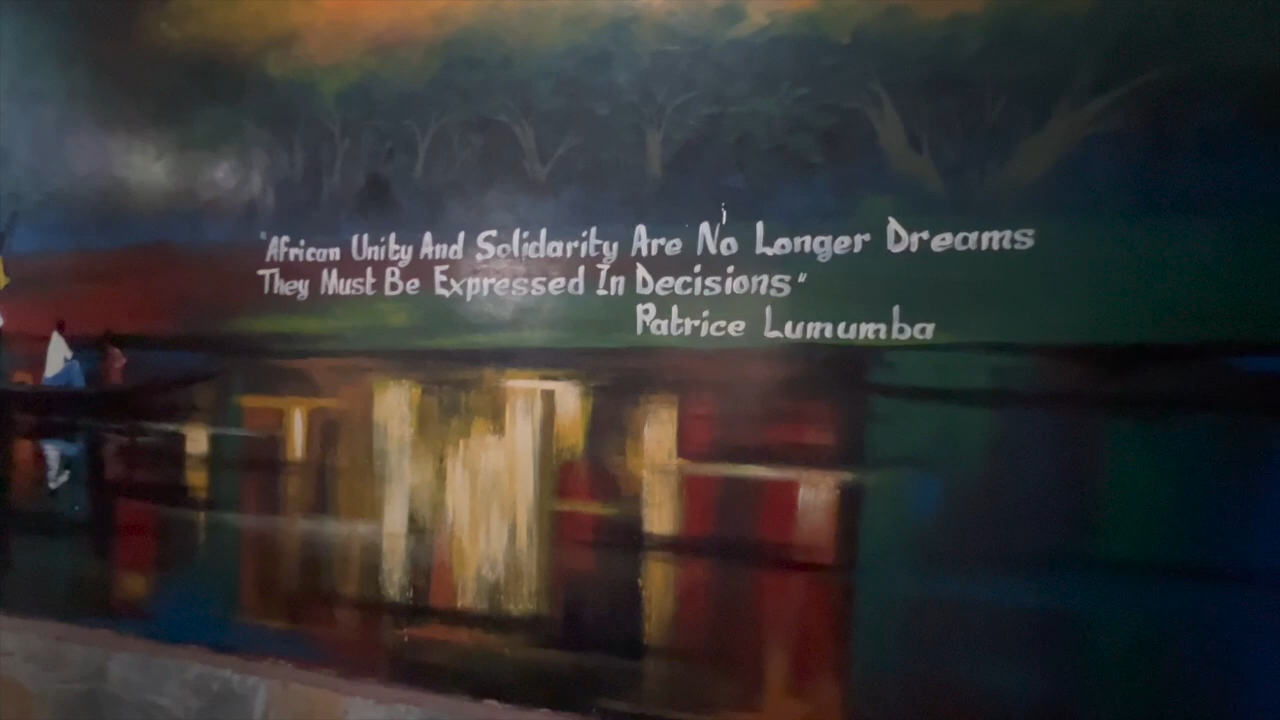 "African Unity And Solidarity Are No Longer Dreams
They Must Be Expressed In Decisions"
Patrice Lumumba